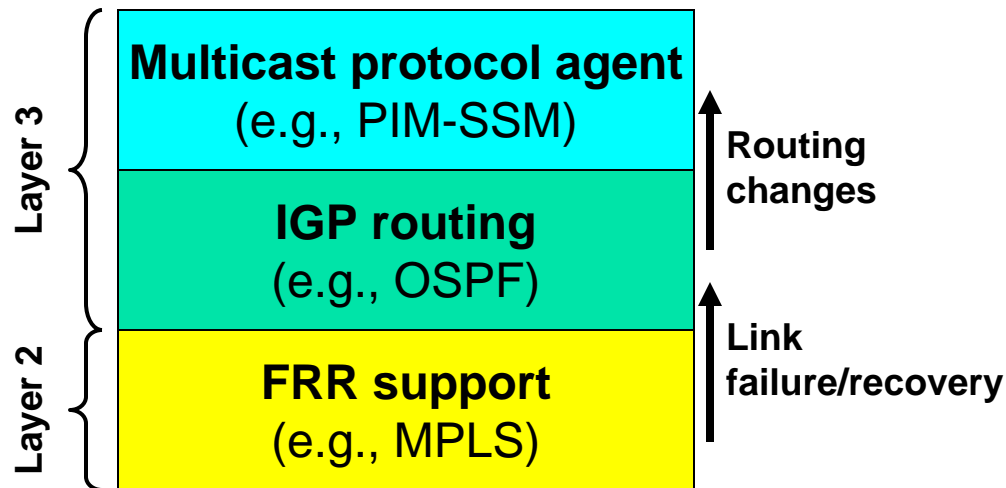 Layer 3
Multicast protocol agent
(e.g., PIM-SSM)
IGP routing
(e.g., OSPF)
Routing
changes
Layer 2
FRR support
(e.g., MPLS)
Link
failure/recovery